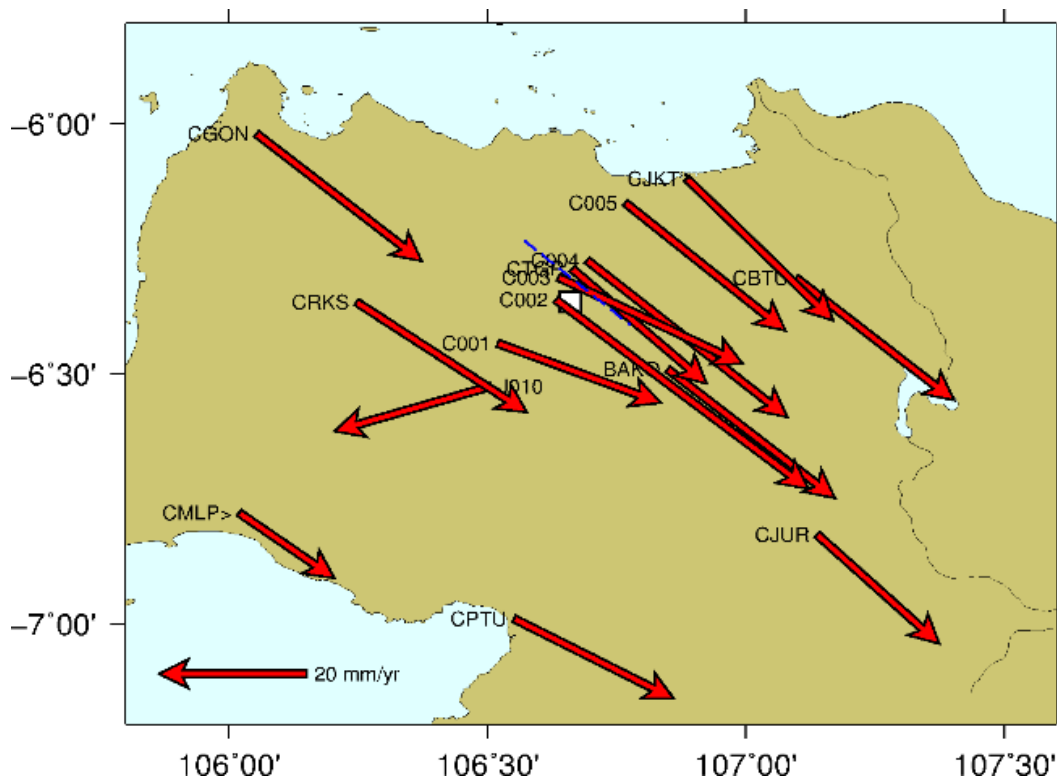 −6˚00'
CGON
CJKT
C005
C004
C003
CBTU
C002
CRKS
C001
−6˚30'
J010
CMLP>
CJUR
CPTU
−7˚00'
20 mm/yr
106˚00'
106˚30'
107˚00'
107˚30'